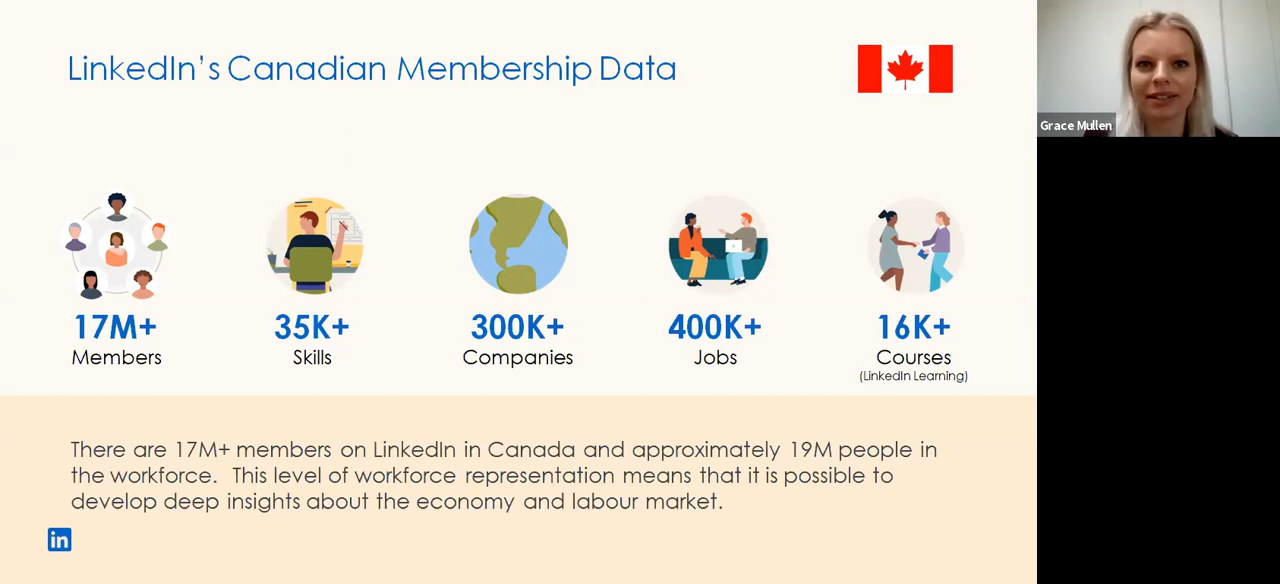 LinkedIn's Canadian Membership Data
Grace Mullen
17M+
Members
35K+
Skills
300K+
Companies
400K+
Jobs
16K+
Courses
(LinkedIn Learning)
There are 17M+ members on LinkedIn in Canada and approximately 19M people in
the workforce.  This level of workforce representation means that it is possible to
develop deep insights about the economy and labour market.
in